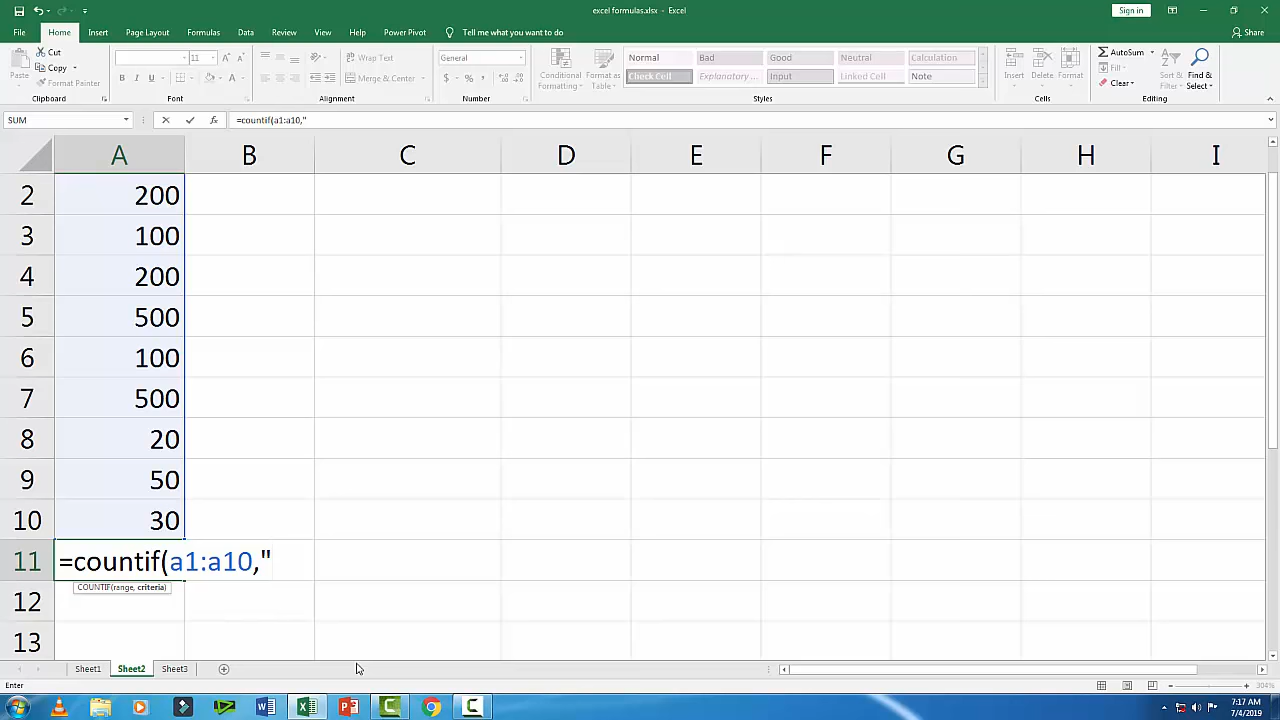 excel formulas.xlsx - Excel
Sign in
File Home Insert Page Layout Formulas Data Review View Help Power Pivot Tell me what you want to do Share
Paste
Cut
Copy
Format Painter
Clipboard
11
A A
B I U
Font
Wrap Text
Merge & Center
Alignment
General
$ % ,
Number
Conditional Formatting
Format as Table
Normal Bad Good Neutral Calculation
Check Cell Explanatory... Input Linked Cell Note
Styles
Insert Delete Format
Cells
AutoSum
Fill
Clear
Sort & Filter
Find & Select
Editing
SUM
fx
=countif(a1:a10,"
A B C D E F G H I
2 200
3 100
4 200
5 500
6 100
7 500
8 20
9 50
10 30
11 =countif(a1:a10,"
COUNTIF(range, criteria)
12
13
Sheet1 Sheet2 Sheet3
Enter
304%
7:17 AM
7/4/2019